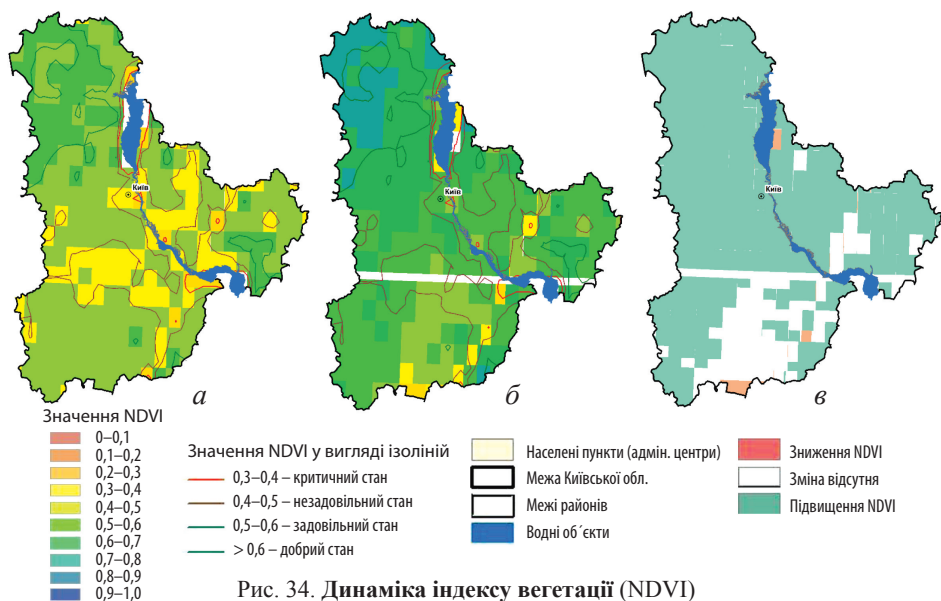 Київ
Київ
Київ
а
б
в
Значення NDVI
0–0,1
0,1–0,2
0,2–0,3
0,3–0,4
0,4–0,5
0,5–0,6
0,6–0,7
0,7–0,8
0,8–0,9
0,9–1,0
Значення NDVI у вигляді ізоліній
0,3–0,4 – критичний стан
0,4–0,5 – незадовільний стан
0,5–0,6 – задовільний стан
> 0,6 – добрий стан
Населені пункти (адмін. центри)
Межа Київської обл.
Межі районів
Водні об´єкти
Зниження NDVI
Зміна відсутня
Підвищення NDVI
Рис. 34. Динаміка індексу вегетації (NDVI)